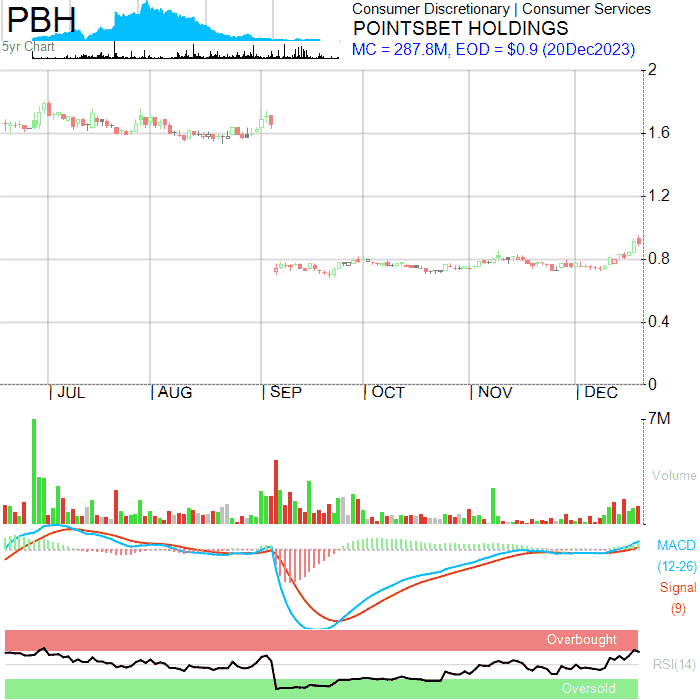 PBH
5yr Chart
Consumer Discretionary | Consumer Services
POINTSBET HOLDINGS
MC = 287.8M, EOD = $0.9 (20Dec2023)
2
1.6
1.2
0.8
0.4
0
| JUL | AUG | SEP | OCT | NOV | DEC
7M
Volume
MACD
(12-26)
Signal
(9)
Overbought
RSI(14)
Oversold